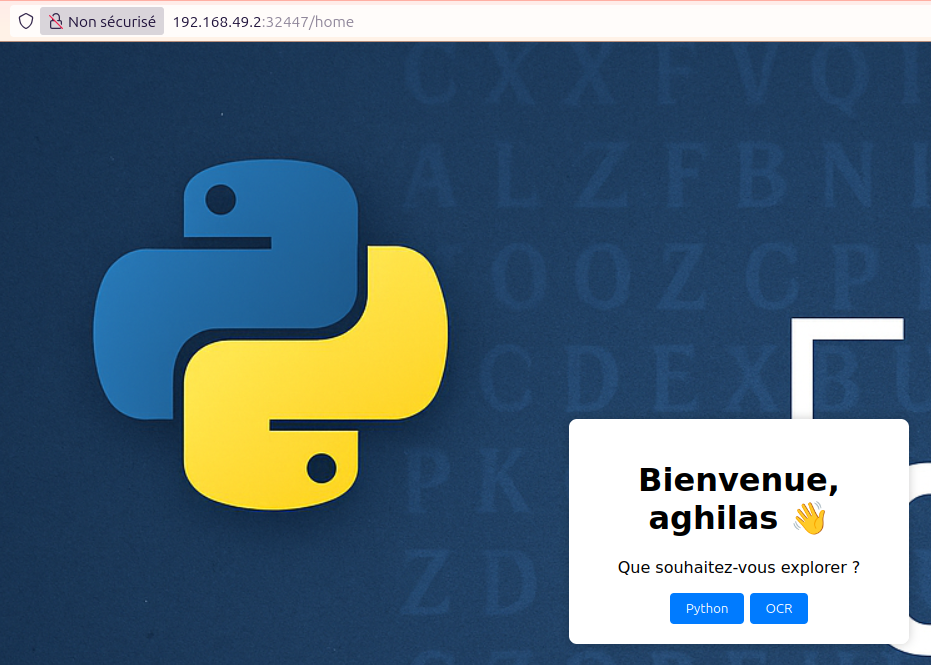 Non sécurisé 192.168.49.2:32447/home
C X X F V Q
A L Z F B N
O O Z C P
C D E X B U
P K
Z D
Bienvenue,
aghilas 👋
Que souhaitez-vous explorer ?
Python OCR